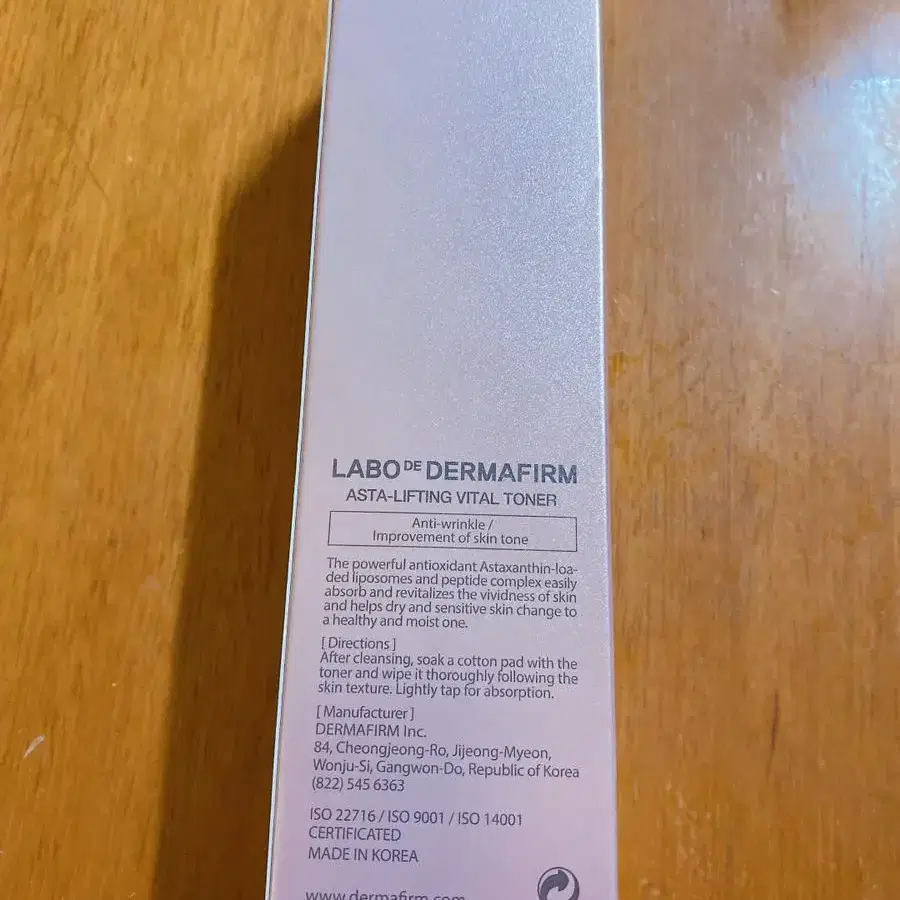 LABO DE DERMAFIRM
ASTA-LIFTING VITAL TONER
Anti-wrinkle /
Improvement of skin tone
The powerful antioxidant Astaxanthin-loa-
ded liposomes and peptide complex easily
absorb and revitalizes the vividness of skin
and helps dry and sensitive skin change to
a healthy and moist one.
[ Directions ]
After cleansing, soak a cotton pad with the
toner and wipe it thoroughly following the
skin texture. Lightly tap for absorption.
[ Manufacturer ]
DERMAFIRM Inc.
84, Cheongjeong-Ro, Jijeong-Myeon,
Wonju-Si, Gangwon-Do, Republic of Korea
(822) 545 6363
ISO 22716 / ISO 9001 / ISO 14001
CERTIFICATED
MADE IN KOREA
www.dermafirm.com